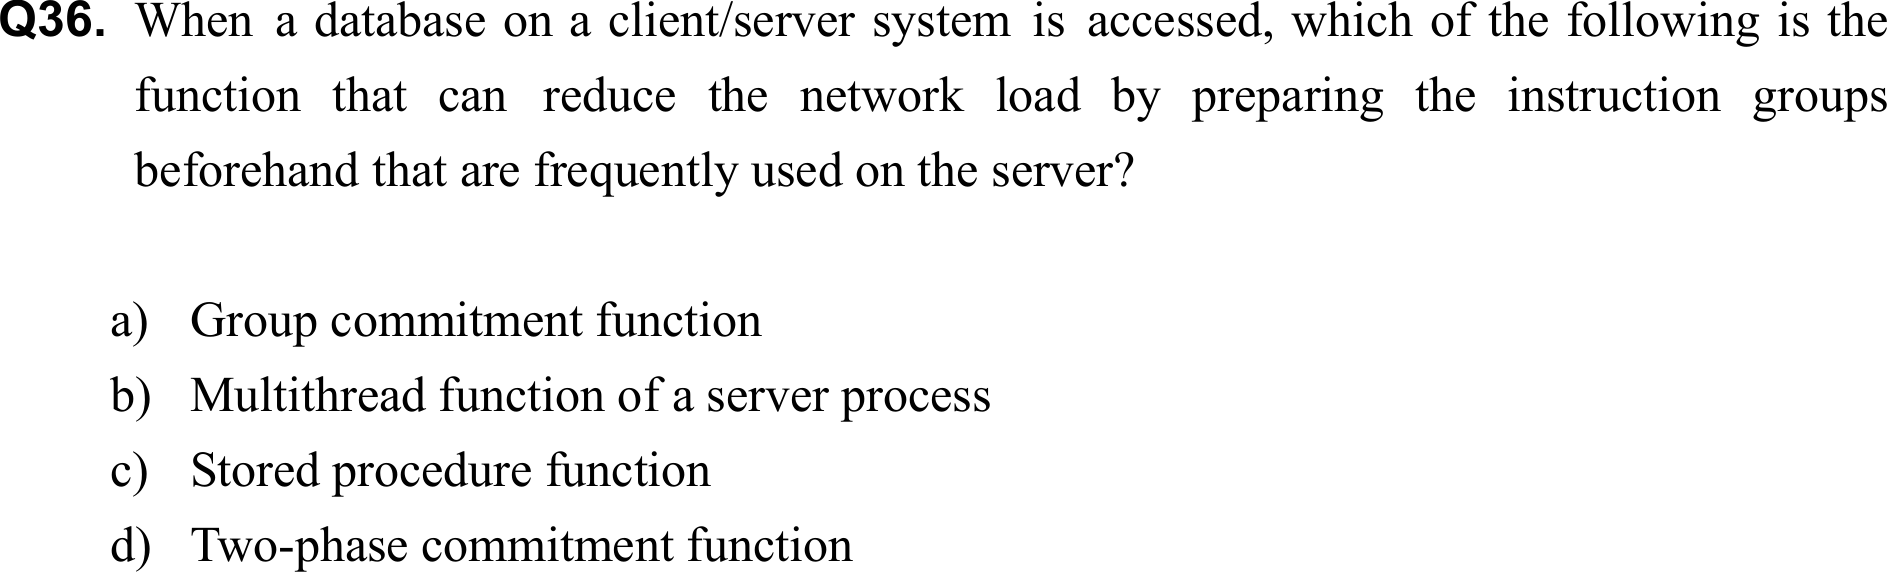 Q36. When a database on a client/server system is accessed, which of the following is the
function that can reduce the network load by preparing the instruction groups
beforehand that are frequently used on the server?
a) Group commitment function
b) Multithread function of a server process
c) Stored procedure function
d) Two-phase commitment function